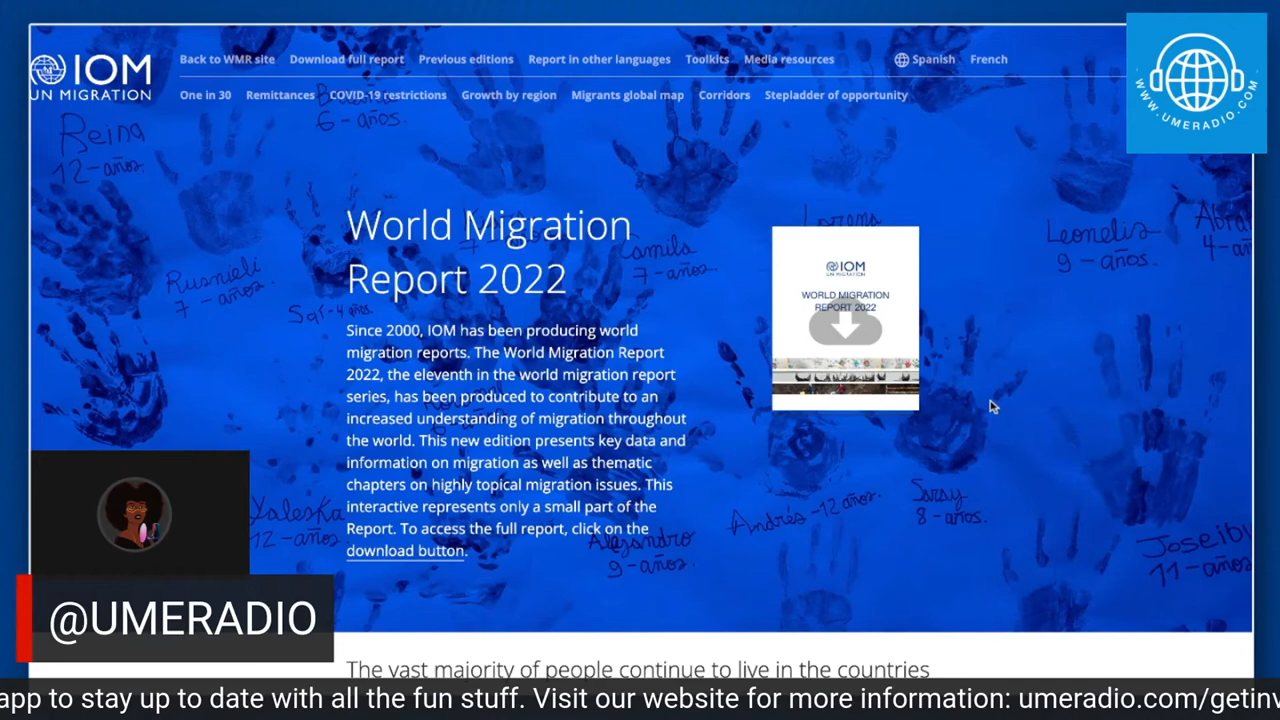 IOM
UN MIGRATION
Back to WMR site Download full report Previous editions Report in other languages Toolkits Media resources Spanish French
One in 30 Remittances COVID-19 restrictions Growth by region Migrants global map Corridors Stepladder of opportunity
WWW.UMERADIO.COM
Reina
12-años.
6-años.
Rusnieli
7-años.
Camila
7-años.
Lorena
Leonelis
9-años.
4-añ
World Migration
Report 2022
IOM
UN MIGRATION
WORLD MIGRATION
REPORT 2022
Since 2000, IOM has been producing world
migration reports. The World Migration Report
2022, the eleventh in the world migration report
series, has been produced to contribute to an
increased understanding of migration throughout
the world. This new edition presents key data and
information on migration as well as thematic
chapters on highly topical migration issues. This
interactive represents only a small part of the
Report. To access the full report, click on the
download button.
Yaleska
12-años.
Alejandro
9-años.
Andrés-12 años.
Saray
8-años.
11-años
@UMERADIO
The vast majority of people continue to live in the countries
app to stay up to date with all the fun stuff. Visit our website for more information: umeradio.com/getinv